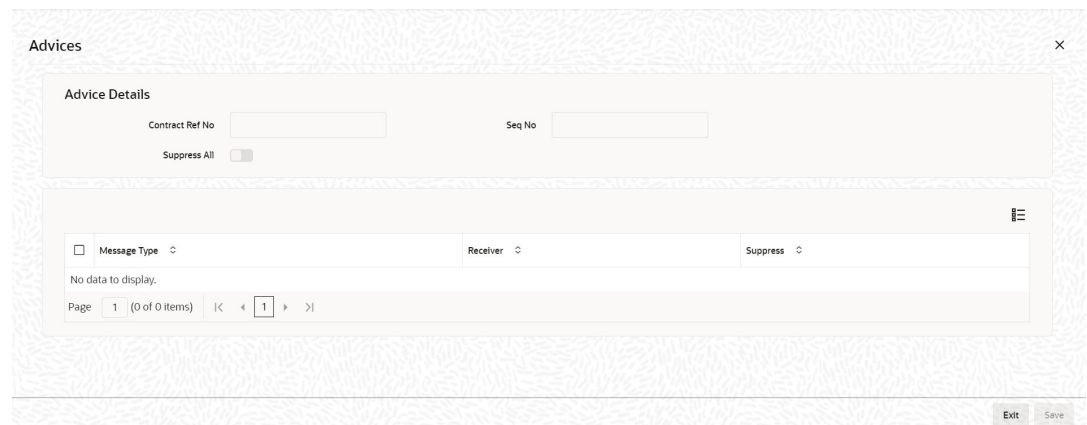 Advices
Advice Details
Contract Ref No
Seq No
Suppress All
Message Type
Receiver
Suppress
No data to display.
Page 1 (0 of 0 items) 1
Exit
Save